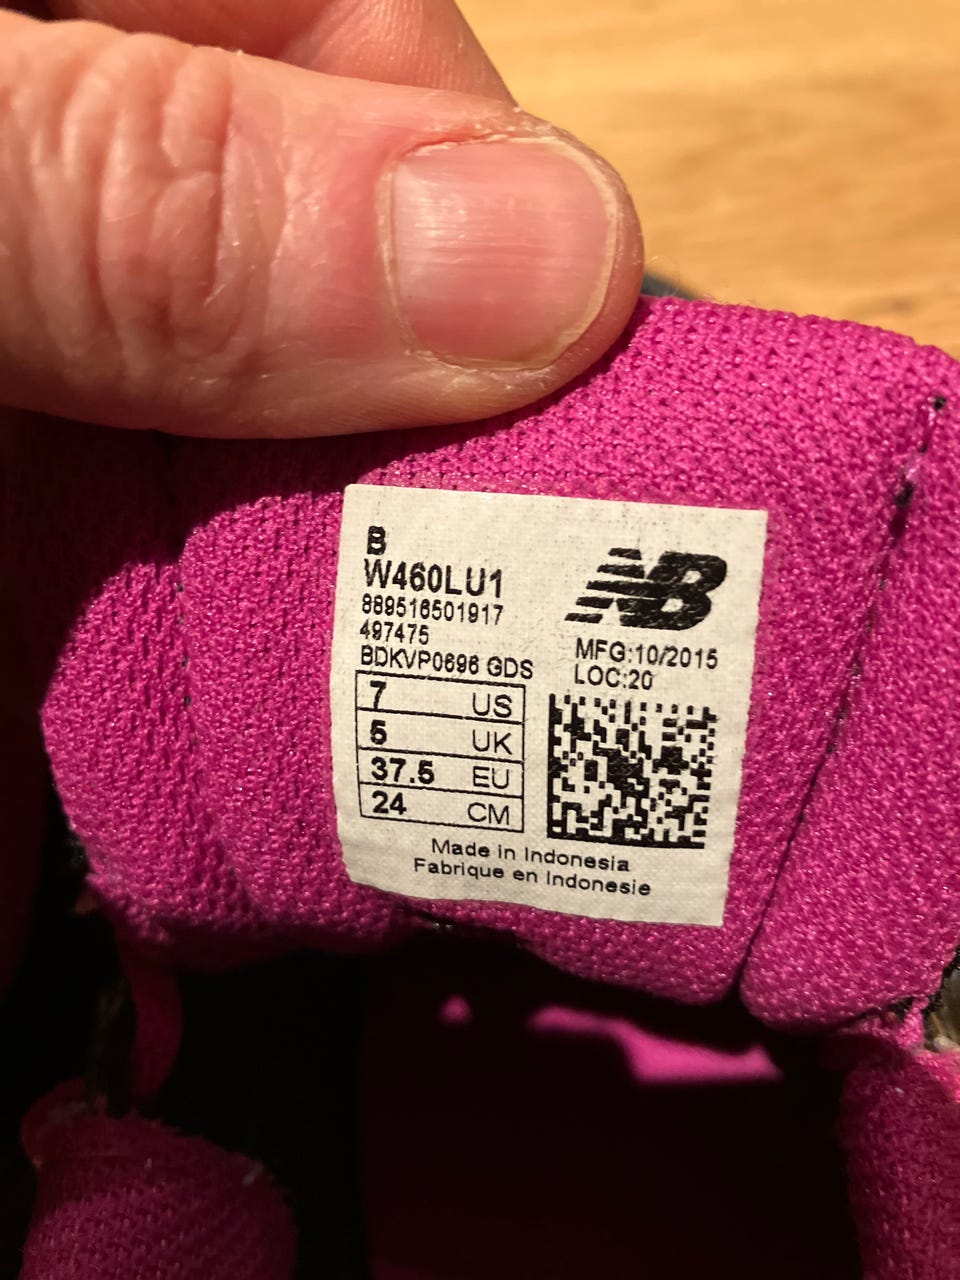 B
W460LU1
889516501917
497475
BDKVP0696 GDS
NB
MFG:10/2015
LOC:20
7 US
5 UK
37.5 EU
24 CM
Made in Indonesia
Fabrique en Indonesie